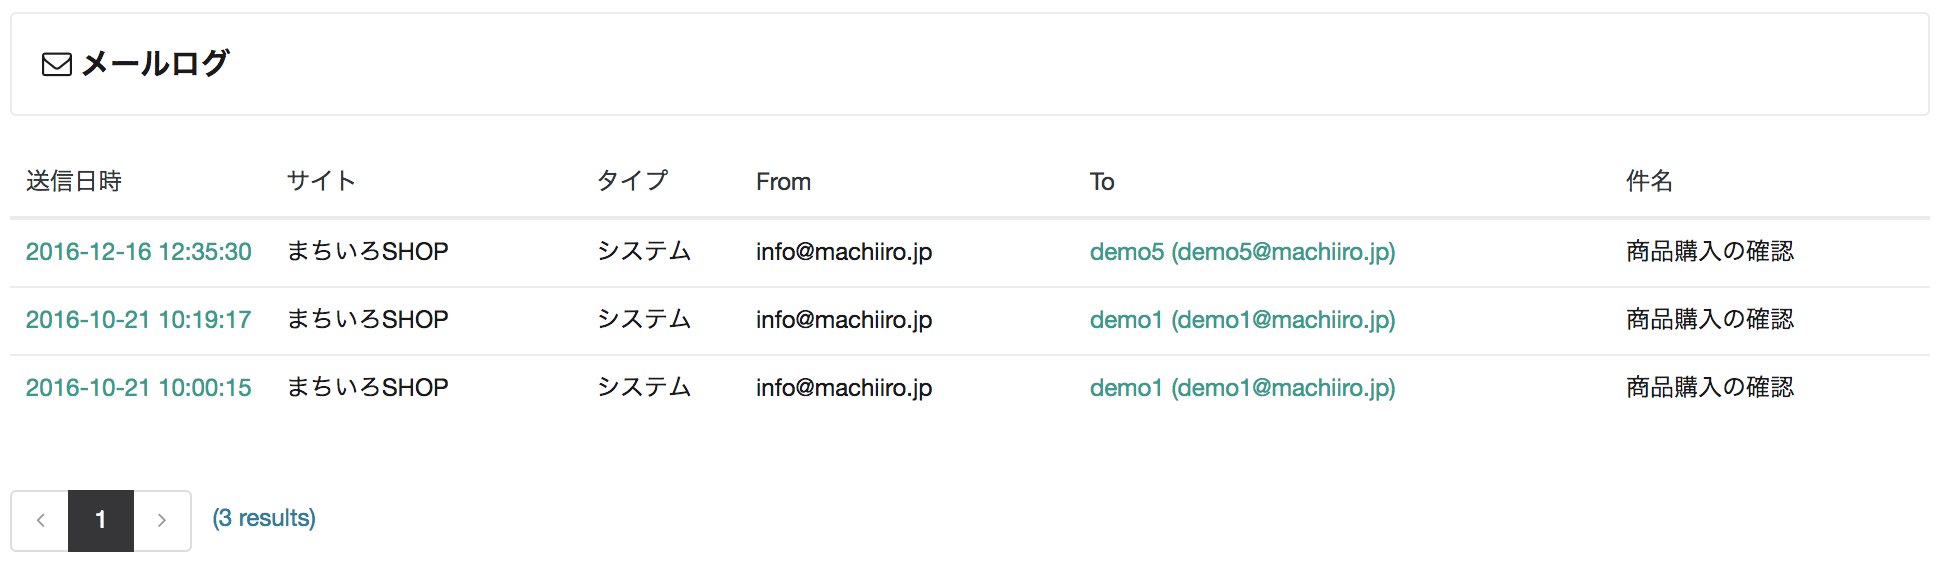 メールログ
送信日時 サイト タイプ From To 件名
2016-12-16 12:35:30 まちいろSHOP システム info@machiiro.jp demo5 (demo5@machiiro.jp) 商品購入の確認
2016-10-21 10:19:17 まちいろSHOP システム info@machiiro.jp demo1 (demo1@machiiro.jp) 商品購入の確認
2016-10-21 10:00:15 まちいろSHOP システム info@machiiro.jp demo1 (demo1@machiiro.jp) 商品購入の確認
‹ 1 › (3 results)